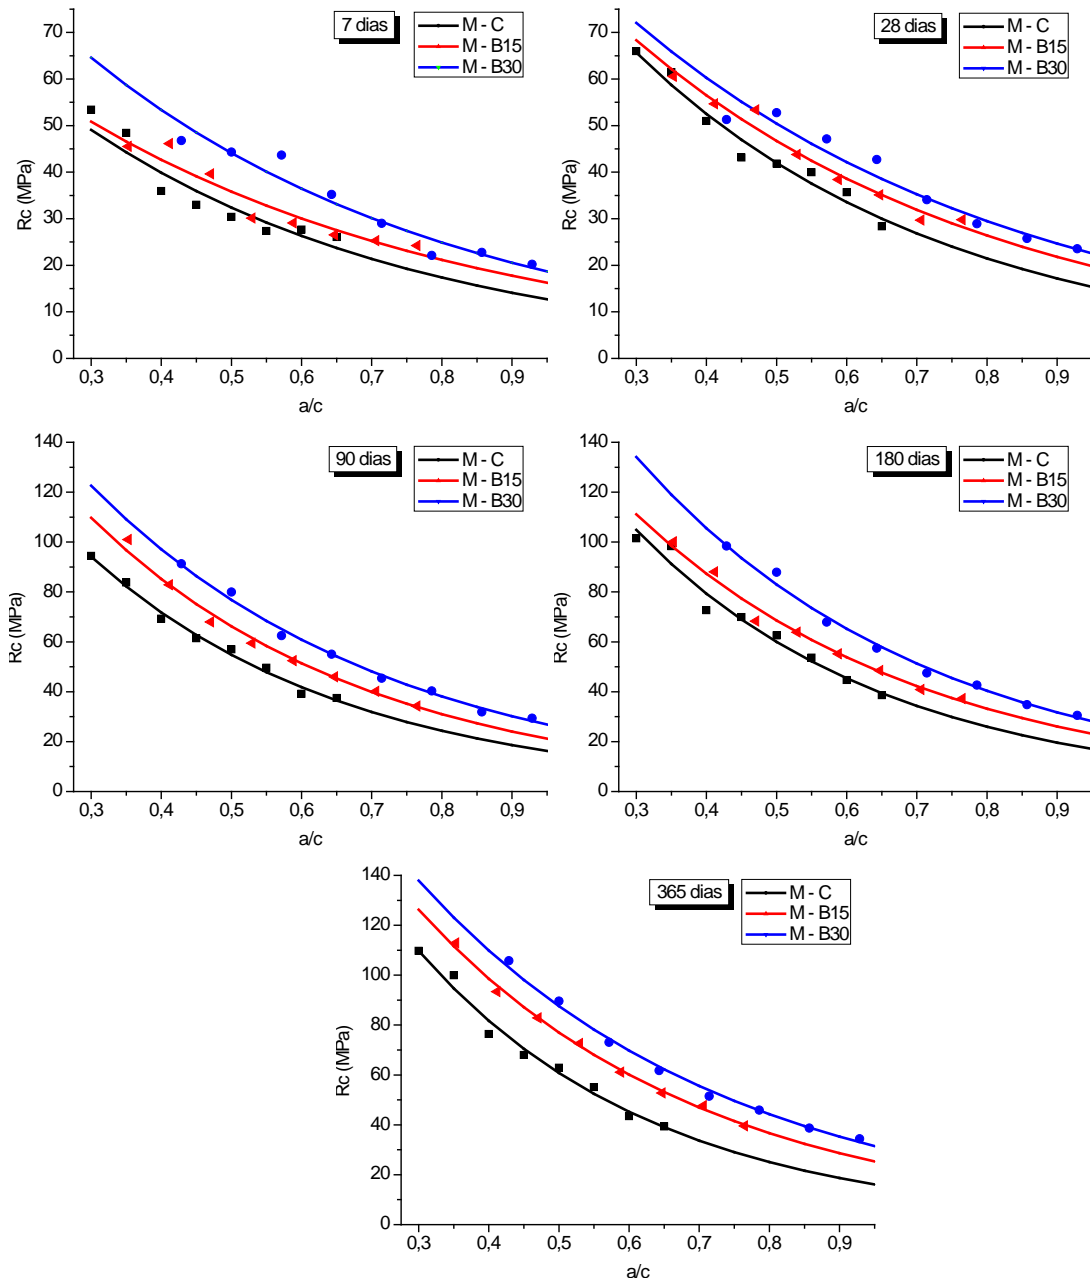 7 dias
M - C
M - B15
M - B30
70
60
50
40
30
20
10
0
Rc (MPa)
0,3 0,4 0,5 0,6 0,7 0,8 0,9
a/c
28 dias
M - C
M - B15
M - B30
70
60
50
40
30
20
10
0
Rc (MPa)
0,3 0,4 0,5 0,6 0,7 0,8 0,9
a/c
90 dias
M - C
M - B15
M - B30
140
120
100
80
60
40
20
0
Rc (MPa)
0,3 0,4 0,5 0,6 0,7 0,8 0,9
a/c
180 dias
M - C
M - B15
M - B30
140
120
100
80
60
40
20
0
Rc (MPa)
0,3 0,4 0,5 0,6 0,7 0,8 0,9
a/c
365 dias
M - C
M - B15
M - B30
140
120
100
80
60
40
20
0
Rc (MPa)
0,3 0,4 0,5 0,6 0,7 0,8 0,9
a/c